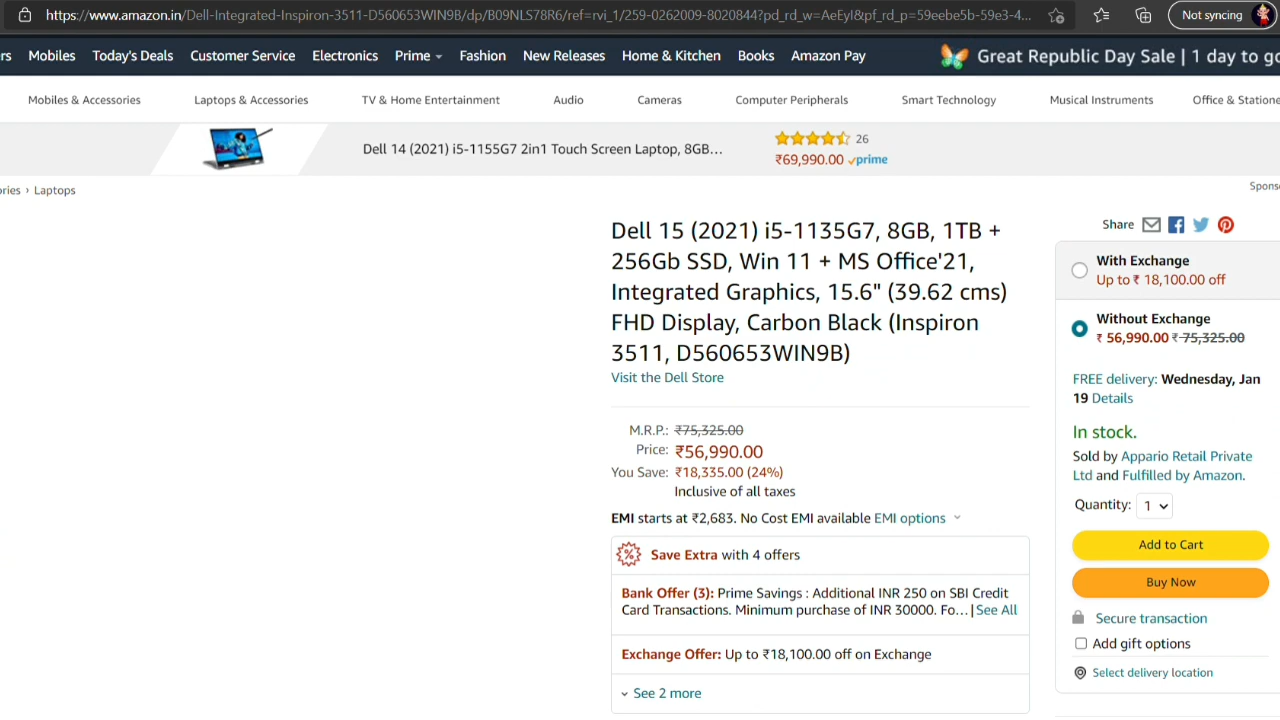 https://www.amazon.in/Dell-Integrated-Inspiron-3511-D560653WIN9B/dp/B09NLS78R6/ref=rvi_1/259-0262009-8020844?pd_rd_w=AeEyI&pf_rd_p=59eebe5b-59e3-4...
Not syncing
rs Mobiles Today's Deals Customer Service Electronics Prime Fashion New Releases Home & Kitchen Books Amazon Pay Great Republic Day Sale | 1 day to go
Mobiles & Accessories Laptops & Accessories TV & Home Entertainment Audio Cameras Computer Peripherals Smart Technology Musical Instruments Office & Statione
Dell 14 (2021) i5-1155G7 2in1 Touch Screen Laptop, 8GB...
26
₹69,990.00 prime
ories › Laptops
Spons
Dell 15 (2021) i5-1135G7, 8GB, 1TB +
256Gb SSD, Win 11 + MS Office'21,
Integrated Graphics, 15.6" (39.62 cms)
FHD Display, Carbon Black (Inspiron
3511, D560653WIN9B)
Visit the Dell Store
M.R.P.: ₹75,325.00
Price: ₹56,990.00
You Save: ₹18,335.00 (24%)
Inclusive of all taxes
EMI starts at ₹2,683. No Cost EMI available EMI options
Save Extra with 4 offers
Bank Offer (3): Prime Savings : Additional INR 250 on SBI Credit
Card Transactions. Minimum purchase of INR 30000. Fo... | See All
Exchange Offer: Up to ₹18,100.00 off on Exchange
See 2 more
Share
With Exchange
Up to ₹ 18,100.00 off
Without Exchange
₹ 56,990.00 ₹ 75,325.00
FREE delivery: Wednesday, Jan
19 Details
In stock.
Sold by Appario Retail Private
Ltd and Fulfilled by Amazon.
Quantity: 1
Add to Cart
Buy Now
Secure transaction
Add gift options
Select delivery location